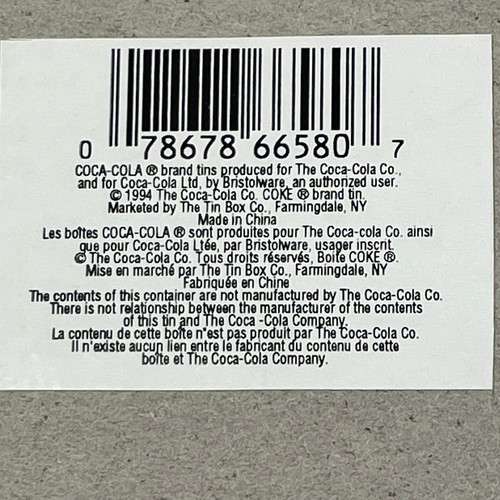 0 78678 66580 7
COCA-COLA ® brand tins produced for The Coca-Cola Co.,
and for Coca-Cola Ltd, by Bristolware, an authorized user.
© 1994 The Coca-Cola Co. COKE ® brand tin.
Marketed by The Tin Box Co., Farmingdale, NY
Made in China
Les boîtes COCA-COLA ® sont produites pour The Coca-cola Co. ainsi
que pour Coca-Cola Ltée, par Bristolware, usager inscrit.
© The Coca-Cola Co. Tous droits réservés, Boite COKE ®.
Mise en marché par The Tin Box Co., Farmingdale, NY
Fabriquée en Chine
The contents of this container are not manufactured by The Coca-Cola Co.
There is not relationship between the manufacturer of the contents
of this tin and The Coca -Cola Company.
La contenu de cette boîte n'est pas produit par The Coca-Cola Co.
Il n'existe aucun lien entre le fabricant du contenu de cette
boîte et The Coca-Cola Company.